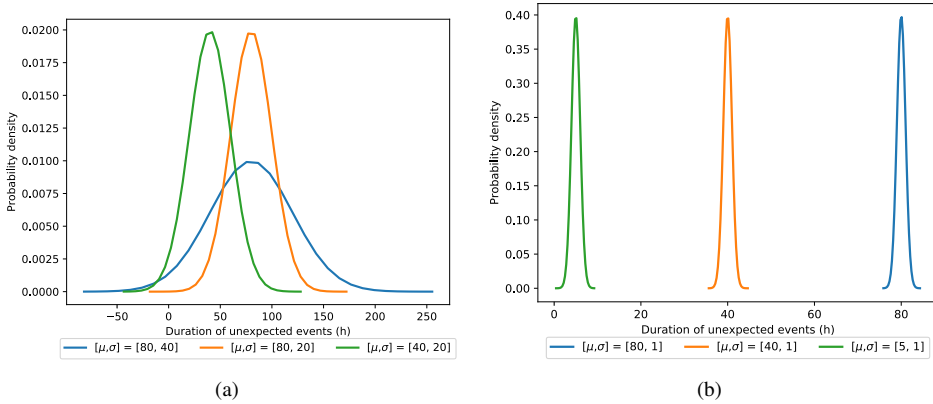 0.0200
0.0175
0.0150
0.0125
0.0100
0.0075
0.0050
0.0025
0.0000
Probability density
−50 0 50 100 150 200 250
Duration of unexpected events (h)
[μ,σ] = [80, 40] [μ,σ] = [80, 20] [μ,σ] = [40, 20]
(a)
0.40
0.35
0.30
0.25
0.20
0.15
0.10
0.05
0.00
Probability density
0 20 40 60 80
Duration of unexpected events (h)
[μ,σ] = [80, 1] [μ,σ] = [40, 1] [μ,σ] = [5, 1]
(b)